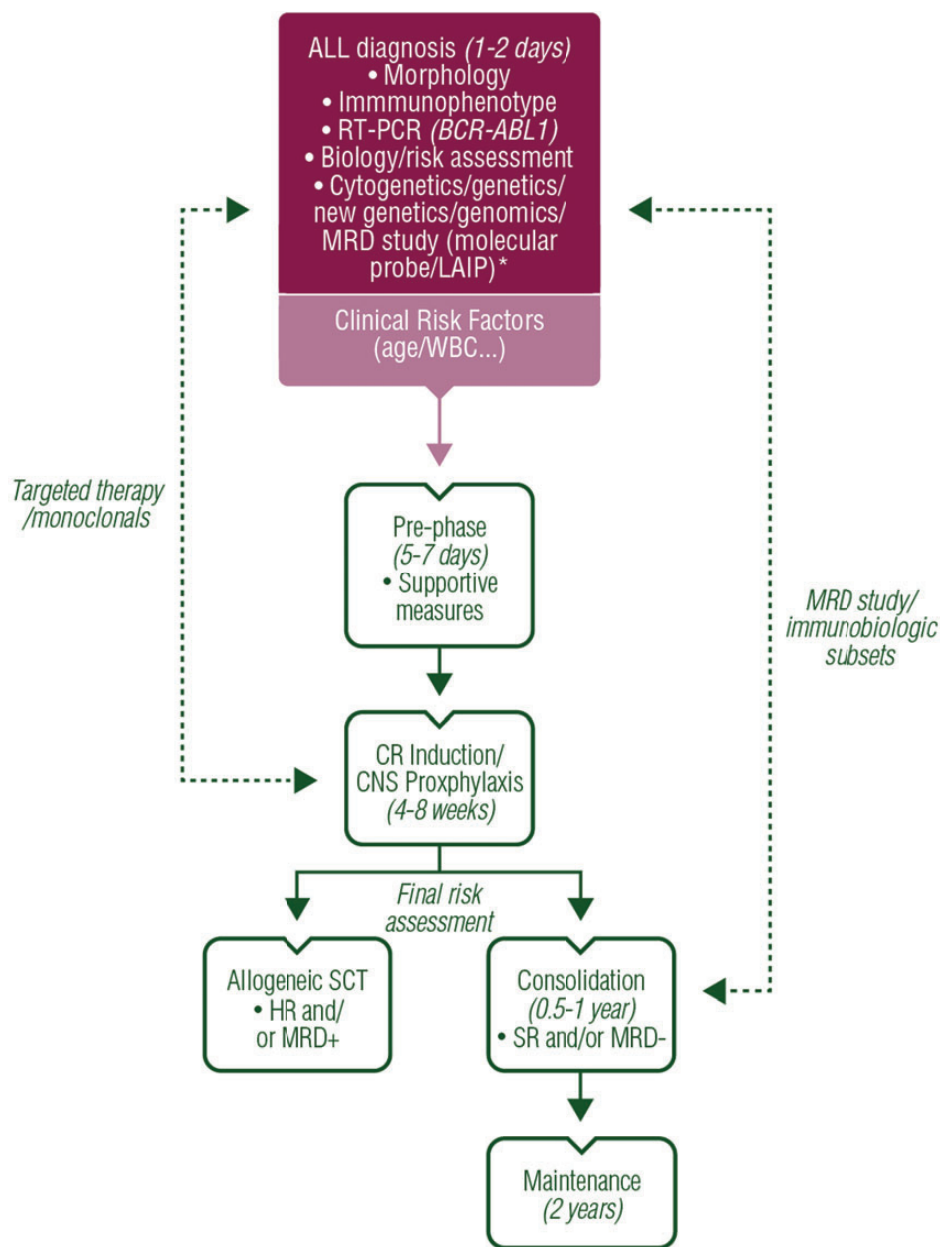 ALL diagnosis (1-2 days)
• Morphology
• Immmunophenotype
• RT-PCR (BCR-ABL1)
• Biology/risk assessment
• Cytogenetics/genetics/
new genetics/genomics/
MRD study (molecular
probe/LAIP)*
Clinical Risk Factors
(age/WBC...)
Targeted therapy
/monoclonals
Pre-phase
(5-7 days)
• Supportive
measures
MRD study/
immunobiologic
subsets
CR Induction/
CNS Proxphylaxis
(4-8 weeks)
Final risk
assessment
Allogeneic SCT
• HR and/
or MRD+
Consolidation
(0.5-1 year)
• SR and/or MRD-
Maintenance
(2 years)